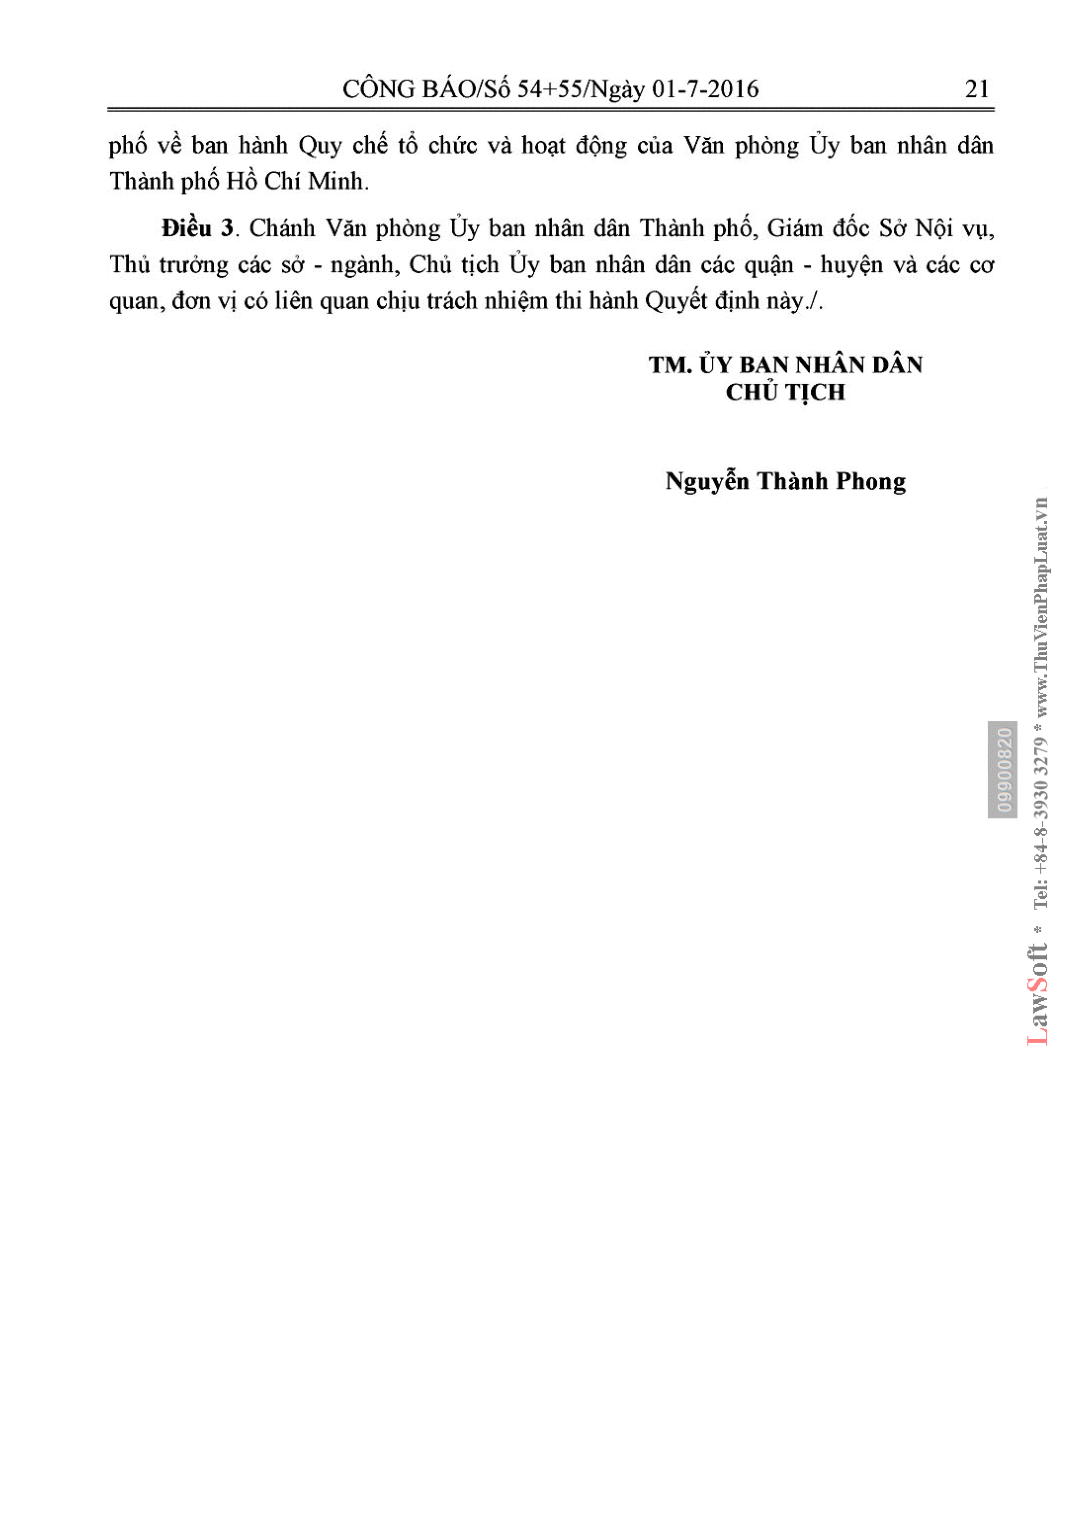 CÔNG BÁO/Số 54+55/Ngày 01-7-2016 21
phố về ban hành Quy chế tổ chức và hoạt động của Văn phòng Ủy ban nhân dân
Thành phố Hồ Chí Minh.
Điều 3. Chánh Văn phòng Ủy ban nhân dân Thành phố, Giám đốc Sở Nội vụ,
Thủ trưởng các sở - ngành, Chủ tịch Ủy ban nhân dân các quận - huyện và các cơ
quan, đơn vị có liên quan chịu trách nhiệm thi hành Quyết định này./.
TM. ỦY BAN NHÂN DÂN
CHỦ TỊCH
Nguyễn Thành Phong
09900820
LawSoft * Tel: +84-8-3930 3279 * www.ThuVienPhapLuat.vn